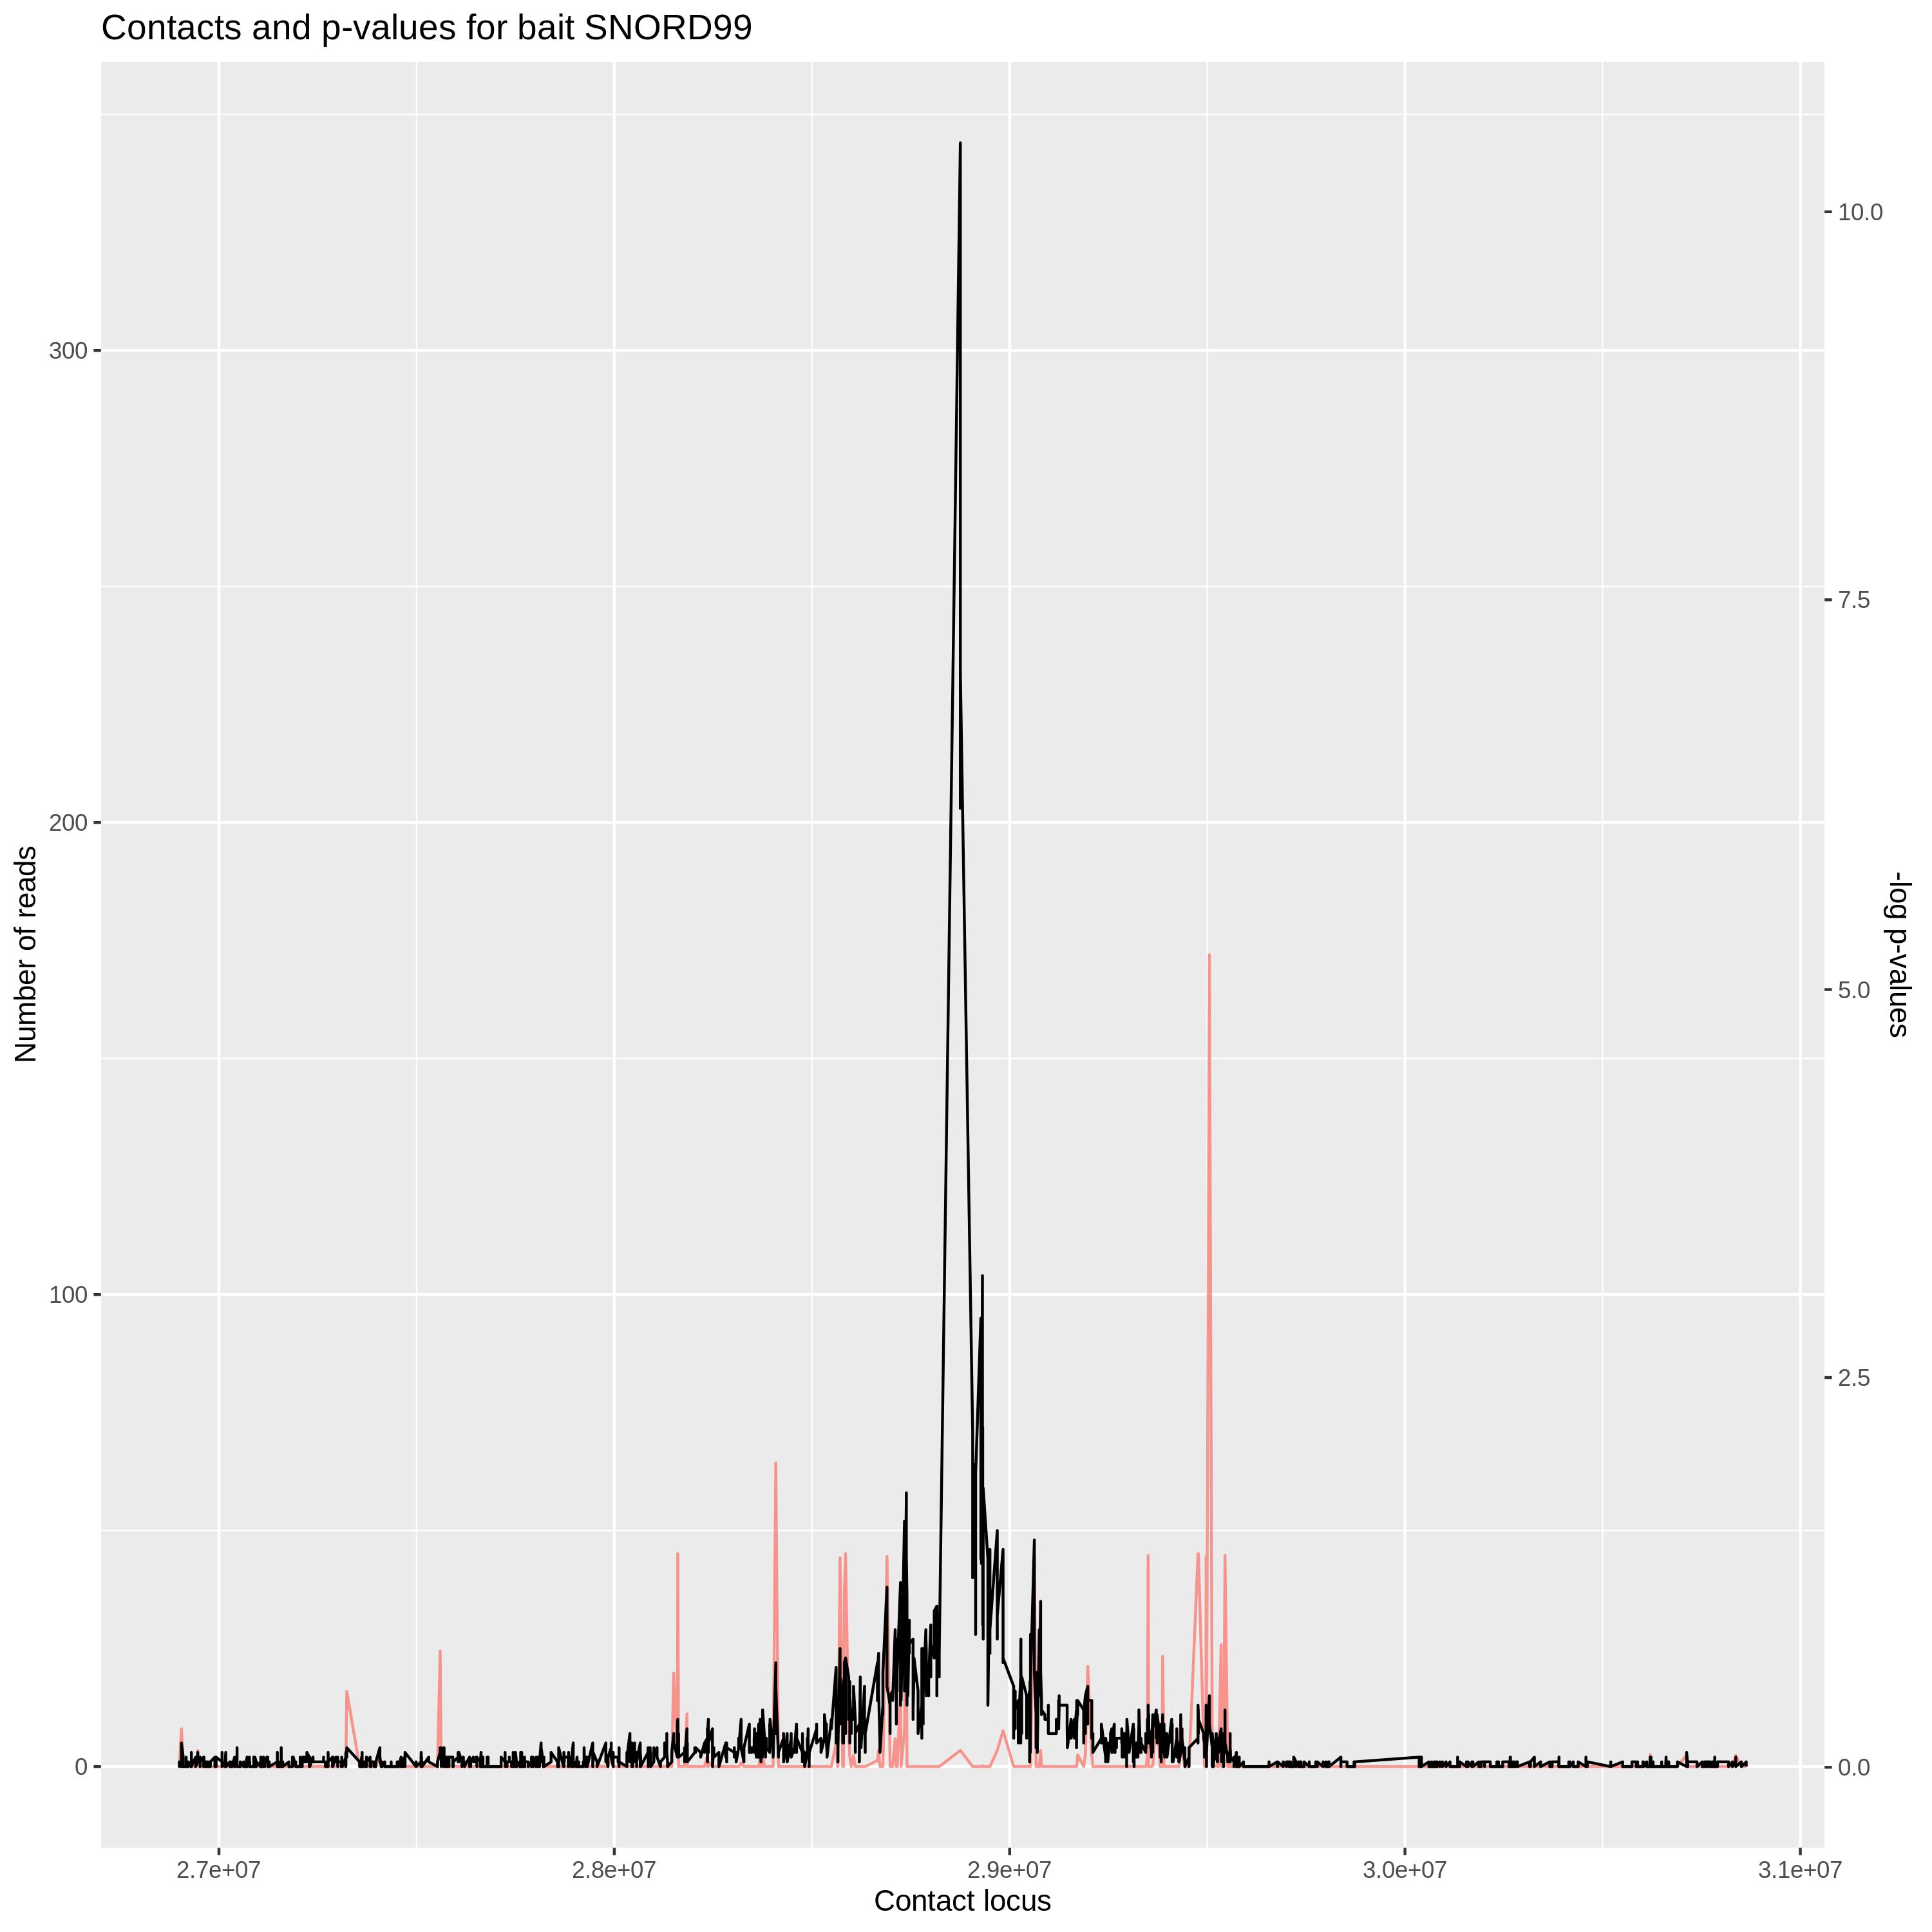 Contacts and p-values for bait SNORD99
Number of reads
300
200
100
0
10.0
7.5
5.0
2.5
0.0
-log p-values
2.7e+07 2.8e+07 2.9e+07 3.0e+07 3.1e+07
Contact locus